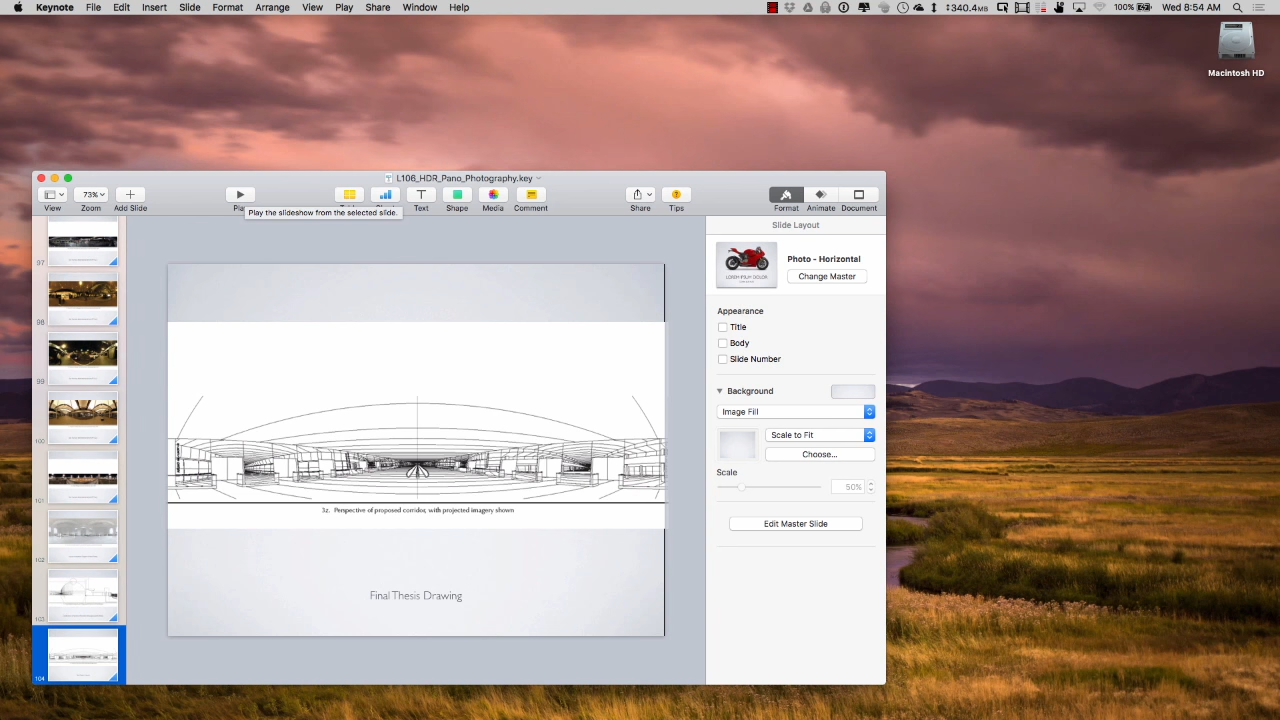 Keynote File Edit Insert Slide Format Arrange View Play Share Window Help
340.4MB 100% Wed 8:54 AM
Macintosh HD
L106_HDR_Pano_Photography.key
73%
View Zoom Add Slide Text Shape Media Comment Share Tips Format Animate Document
Play the slideshow from the selected slide.
Slide Layout
Photo - Horizontal
Change Master
Appearance
Title
Body
Slide Number
Background
Image Fill
Scale to Fit
Choose...
Scale
50%
Edit Master Slide
97
98
99
100
101
102
103
104
3z. Perspective of proposed corridor, with projected imagery shown
Final Thesis Drawing